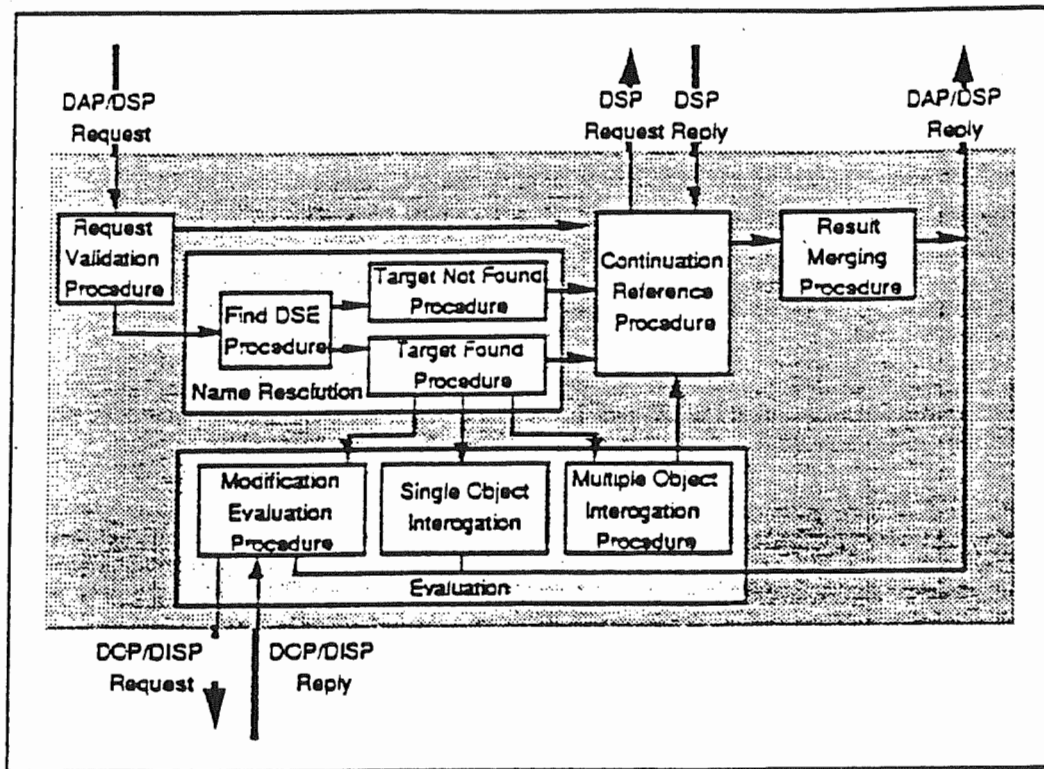 DAP/DSP
Request
DSP
Request
DSP
Reply
DAP/DSP
Reply
Request
Validation
Procedure
Find DSE
Procedure
Target Not Found
Procedure
Target Found
Procedure
Name Resolution
Continuation
Reference
Procedure
Result
Merging
Procedure
Modification
Evaluation
Procedure
Single Object
Interogation
Multiple Object
Interogation
Procedure
Evaluation
DCP/DISP
Request
DCP/DISP
Reply